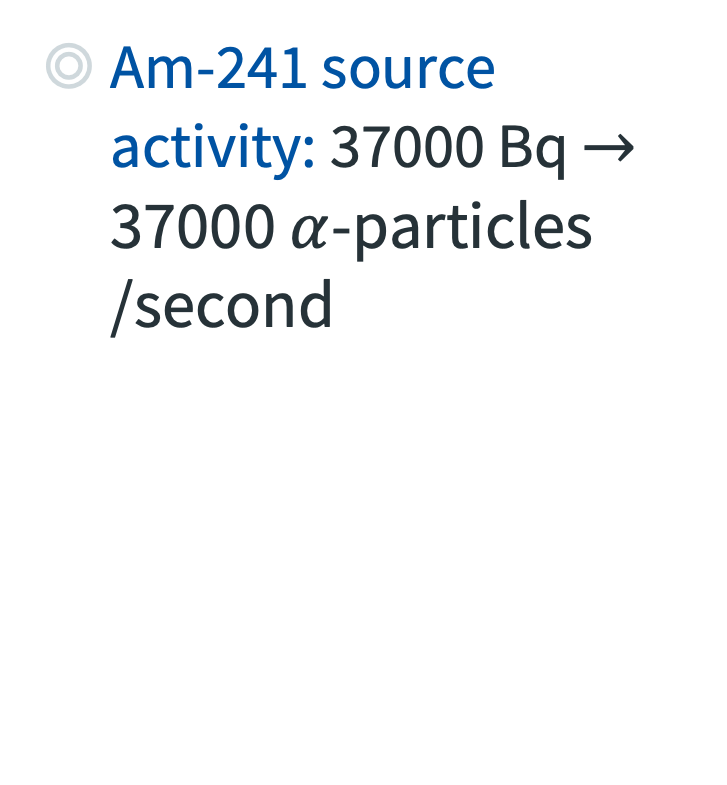 Am-241 source
activity: 37000 Bq →
37000 α-particles
/second